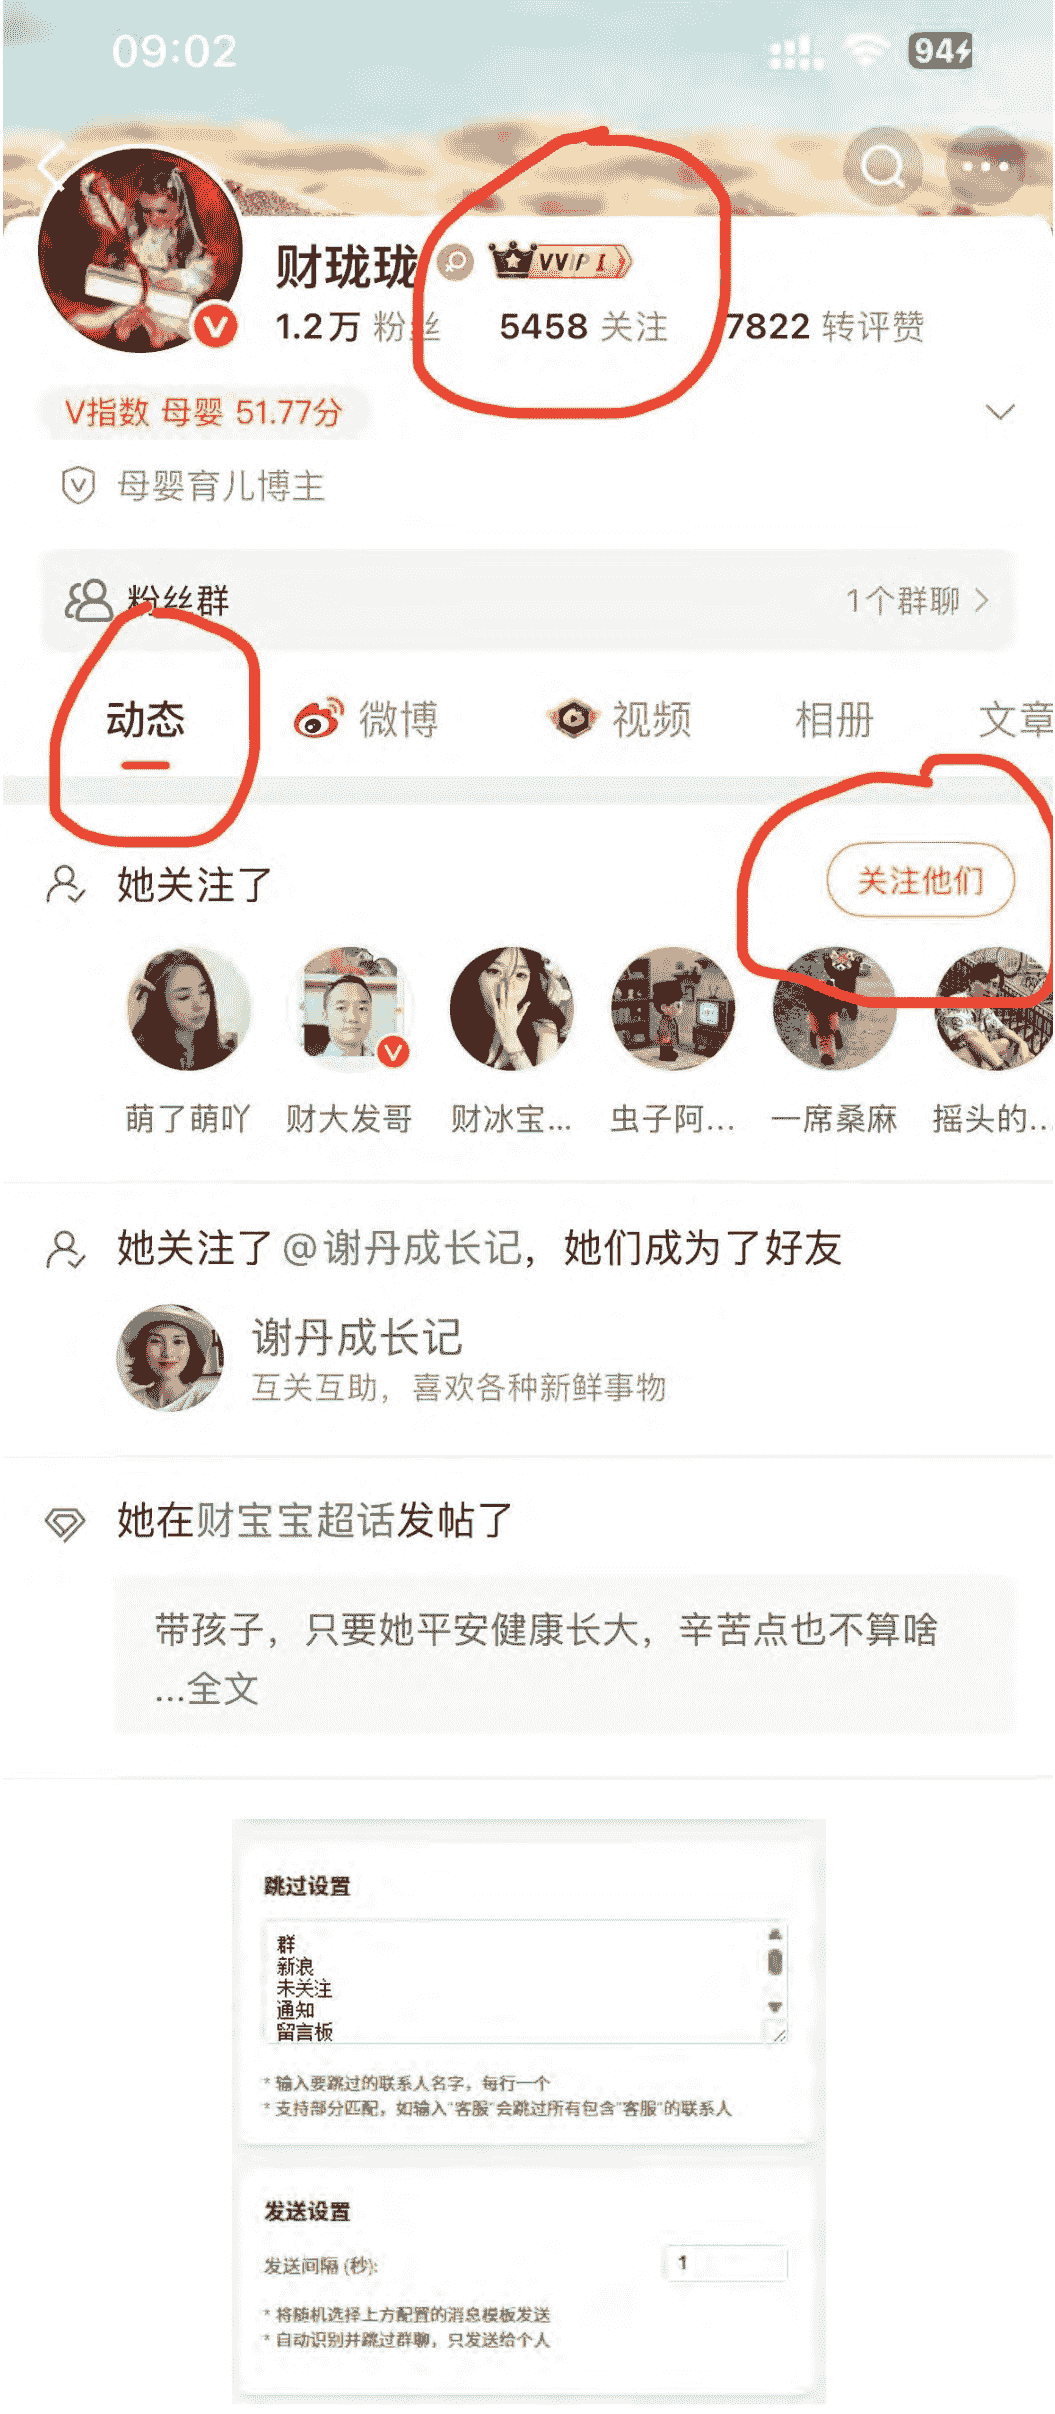 09:02
94
财珑珑 VVIP I
1.2万 粉丝 5458 关注 7822 转评赞
V指数 母婴 51.77分
母婴育儿博主
粉丝群 1个群聊
动态 微博 视频 相册 文章
她关注了 关注他们
萌了萌吖 财大发哥 财冰宝... 虫子阿... 一席桑麻 摇头的...
她关注了@谢丹成长记，她们成为了好友
谢丹成长记
互关互助，喜欢各种新鲜事物
她在财宝宝超话发帖了
带孩子，只要她平安健康长大，辛苦点也不算啥
...全文
跳过设置
群
新浪
未关注
通知
留言板
* 输入要跳过的联系人名字，每行一个
* 支持部分匹配，如输入"客服"会跳过所有包含"客服"的联系人
发送设置
发送间隔 (秒): 1
* 将随机选择上方配置的消息模板发送
* 自动识别并跳过群聊，只发送给个人